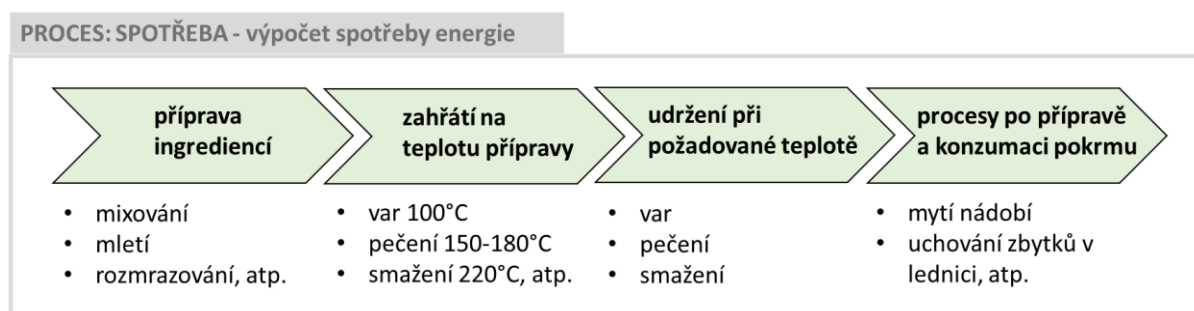 PROCES: SPOTŘEBA - výpočet spotřeby energie
příprava
ingrediencí
zahřátí na
teplotu přípravy
udržení při
požadované teplotě
procesy po přípravě
a konzumaci pokrmu
• mixování
• mletí
• rozmrazování, atp.
• var 100°C
• pečení 150-180°C
• smažení 220°C, atp.
• var
• pečení
• smažení
• mytí nádobí
• uchování zbytků v
lednici, atp.